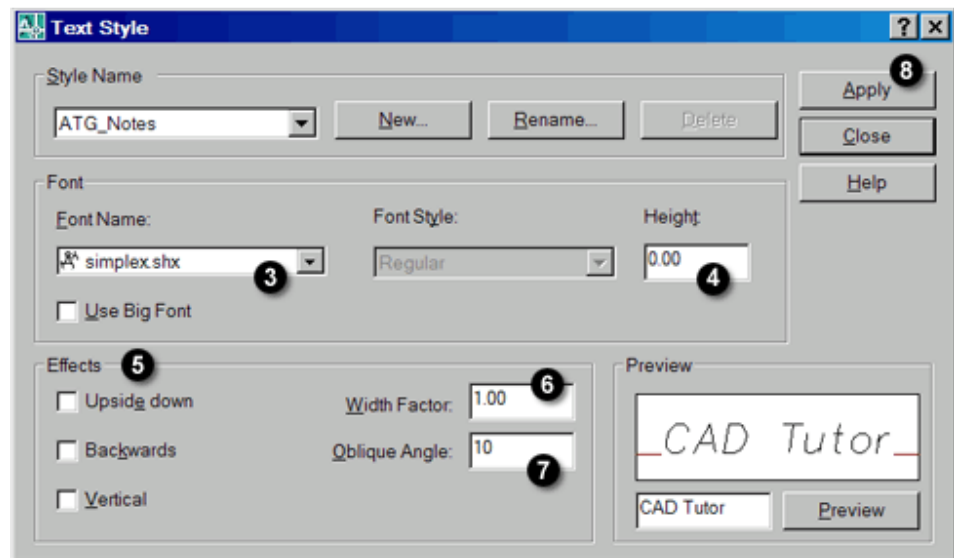 Text Style
? ×
Style Name
8
ATG_Notes
New...
Rename...
Delete
Apply
Close
Help
Font
Font Name:
Font Style:
Height:
simplex.shx
3
Regular
0.00
4
Use Big Font
Effects
5
Upside down
Backwards
Vertical
Width Factor:
1.00
6
Oblique Angle:
10
7
Preview
CAD Tutor
CAD Tutor
Preview